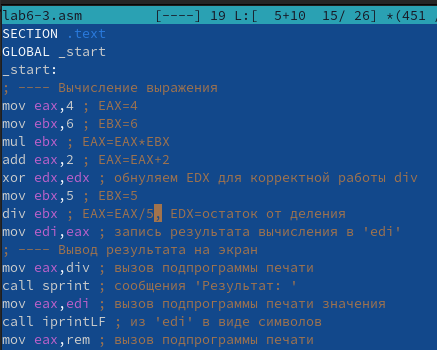 lab6-3.asm [----] 19 L:[ 5+10 15/ 26] *(451 /
SECTION .text
GLOBAL _start
_start:
; ---- Вычисление выражения
mov eax,4 ; EAX=4
mov ebx,6 ; EBX=6
mul ebx ; EAX=EAX*EBX
add eax,2 ; EAX=EAX+2
xor edx,edx ; обнуляем EDX для корректной работы div
mov ebx,5 ; EBX=5
div ebx ; EAX=EAX/5, EDX=остаток от деления
mov edi,eax ; запись результата вычисления в 'edi'
; ---- Вывод результата на экран
mov eax,div ; вызов подпрограммы печати
call sprint ; сообщения 'Результат: '
mov eax,edi ; вызов подпрограммы печати значения
call iprintLF ; из 'edi' в виде символов
mov eax,rem ; вызов подпрограммы печати